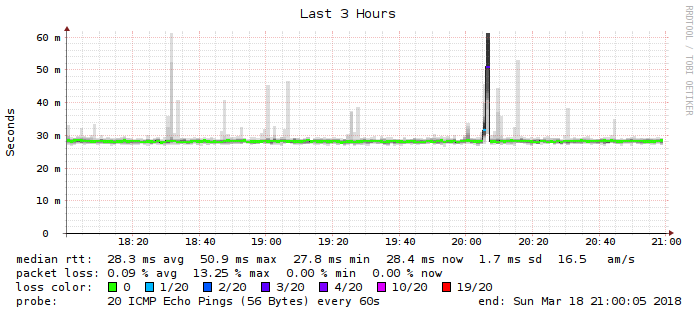 Last 3 Hours
RRDTOOL / TOBI OETIKER
Seconds
60 m
50 m
40 m
30 m
20 m
10 m
0
18:20 18:40 19:00 19:20 19:40 20:00 20:20 20:40 21:00
median rtt: 28.3 ms avg 50.9 ms max 27.8 ms min 28.4 ms now 1.7 ms sd 16.5 am/s
packet loss: 0.09 % avg 13.25 % max 0.00 % min 0.00 % now
loss color: 0 1/20 2/20 3/20 4/20 10/20 19/20
probe: 20 ICMP Echo Pings (56 Bytes) every 60s end: Sun Mar 18 21:00:05 2018